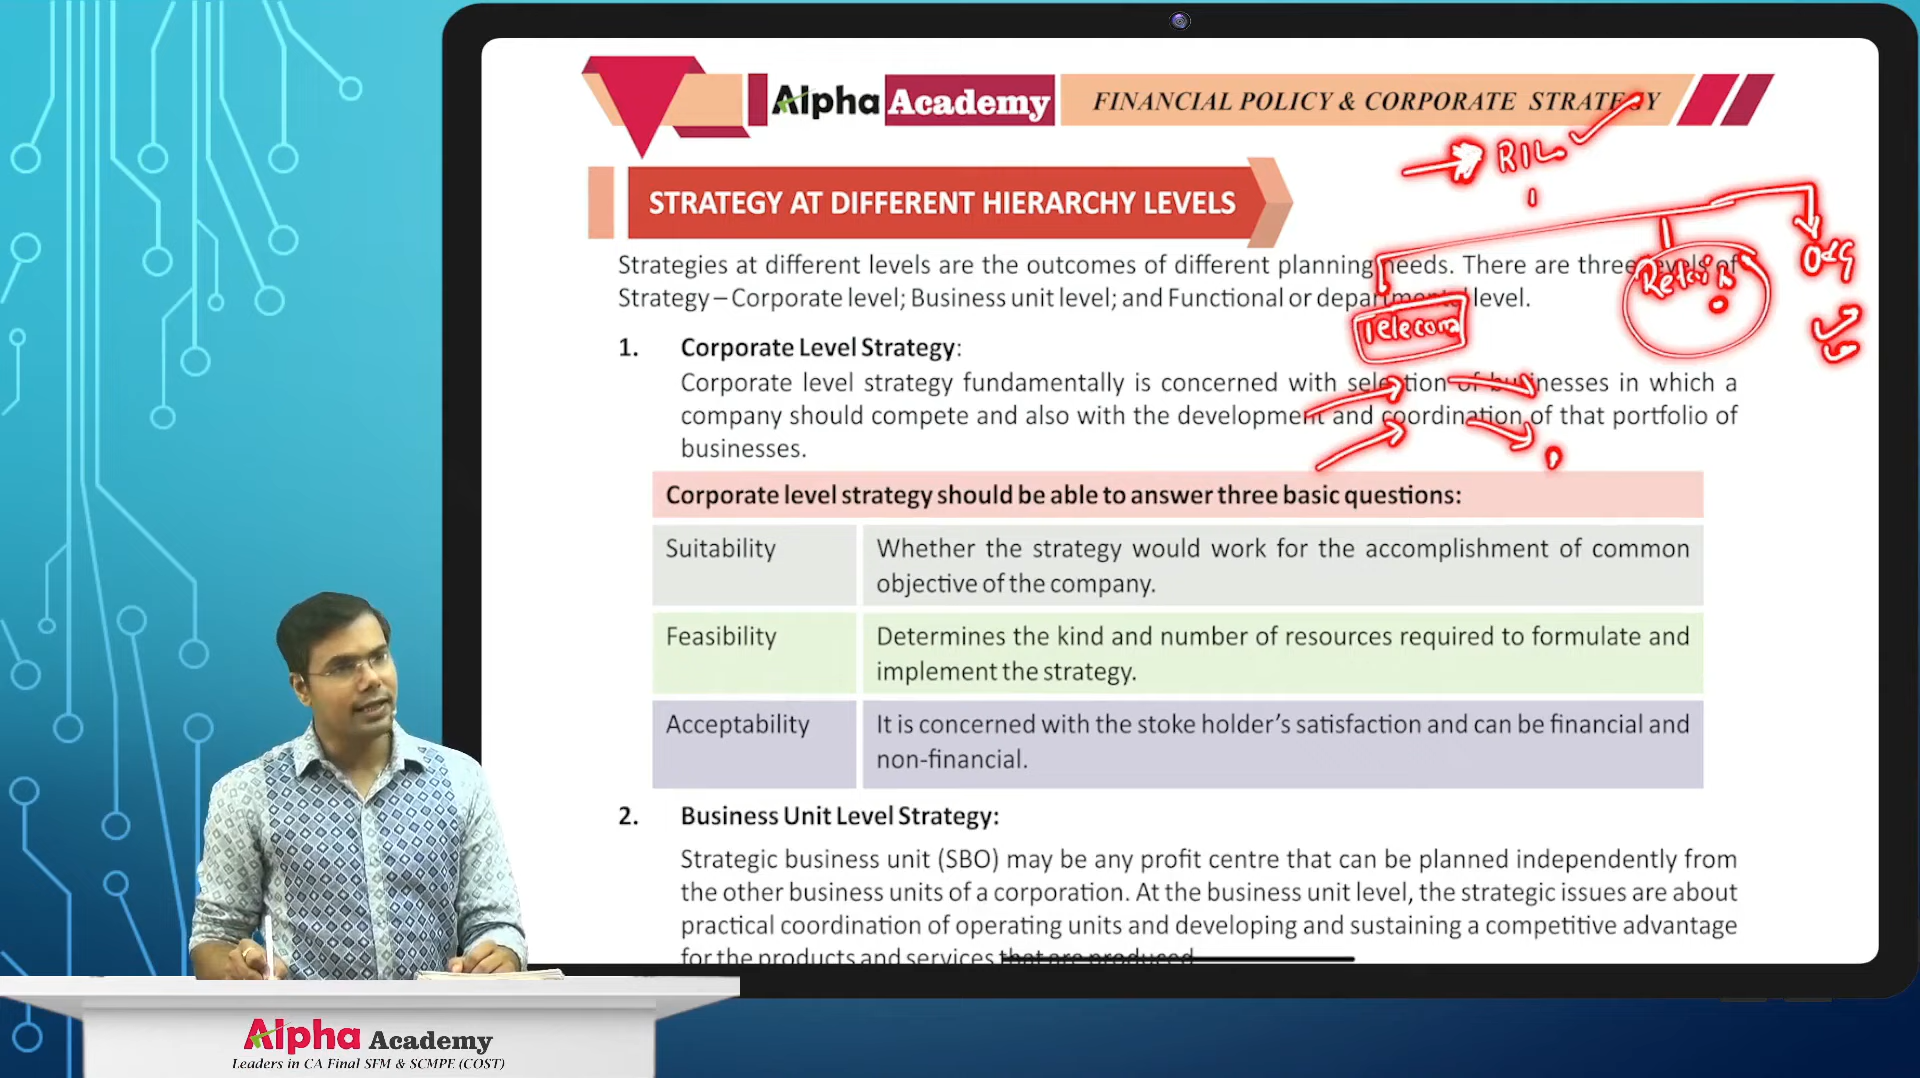 Alpha Academy
FINANCIAL POLICY & CORPORATE STRATEGY
RIL
STRATEGY AT DIFFERENT HIERARCHY LEVELS
Strategies at different levels are the outcomes of different planning needs. There are three levels of
Strategy – Corporate level; Business unit level; and Functional or departmental level.
Retail
Telecom
1. Corporate Level Strategy:
Corporate level strategy fundamentally is concerned with selection of businesses in which a
company should compete and also with the development and coordination of that portfolio of
businesses.
Corporate level strategy should be able to answer three basic questions:
Suitability Whether the strategy would work for the accomplishment of common
objective of the company.
Feasibility Determines the kind and number of resources required to formulate and
implement the strategy.
Acceptability It is concerned with the stoke holder’s satisfaction and can be financial and
non-financial.
2. Business Unit Level Strategy:
Strategic business unit (SBO) may be any profit centre that can be planned independently from
the other business units of a corporation. At the business unit level, the strategic issues are about
practical coordination of operating units and developing and sustaining a competitive advantage
for the products and services that are produced
Alpha Academy
Leaders in CA Final SFM & SCMPE (COST)